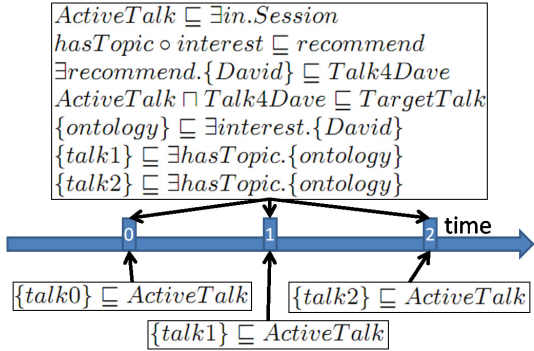 ActiveTalk ⊑ ∃in.Session
hasTopic ∘ interest ⊑ recommend
∃recommend.{David} ⊑ Talk4Dave
ActiveTalk ⊓ Talk4Dave ⊑ TargetTalk
{ontology} ⊑ ∃interest.{David}
{talk1} ⊑ ∃hasTopic.{ontology}
{talk2} ⊑ ∃hasTopic.{ontology}
0 1 2 time
{talk0} ⊑ ActiveTalk
{talk2} ⊑ ActiveTalk
{talk1} ⊑ ActiveTalk